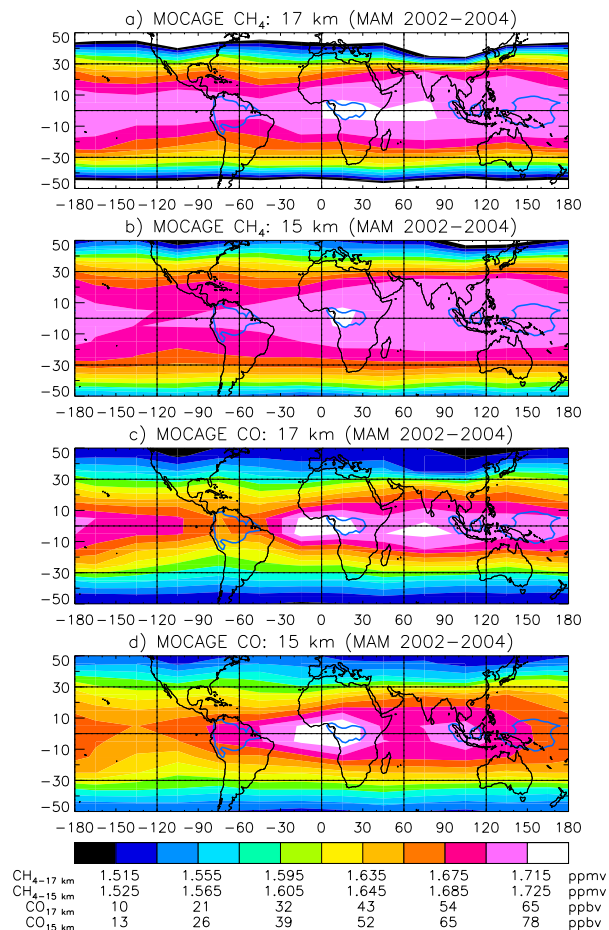 a) MOCAGE CH4: 17 km (MAM 2002−2004)
50
30
10
−10
−30
−50
−180 −150 −120 −90 −60 −30 0 30 60 90 120 150 180
b) MOCAGE CH4: 15 km (MAM 2002−2004)
50
30
10
−10
−30
−50
−180 −150 −120 −90 −60 −30 0 30 60 90 120 150 180
c) MOCAGE CO: 17 km (MAM 2002−2004)
50
30
10
−10
−30
−50
−180 −150 −120 −90 −60 −30 0 30 60 90 120 150 180
d) MOCAGE CO: 15 km (MAM 2002−2004)
50
30
10
−10
−30
−50
−180 −150 −120 −90 −60 −30 0 30 60 90 120 150 180
CH4−17 km 1.515 1.555 1.595 1.635 1.675 1.715 ppmv
CH4−15 km 1.525 1.565 1.605 1.645 1.685 1.725 ppmv
CO17 km 10 21 32 43 54 65 ppbv
CO15 km 13 26 39 52 65 78 ppbv